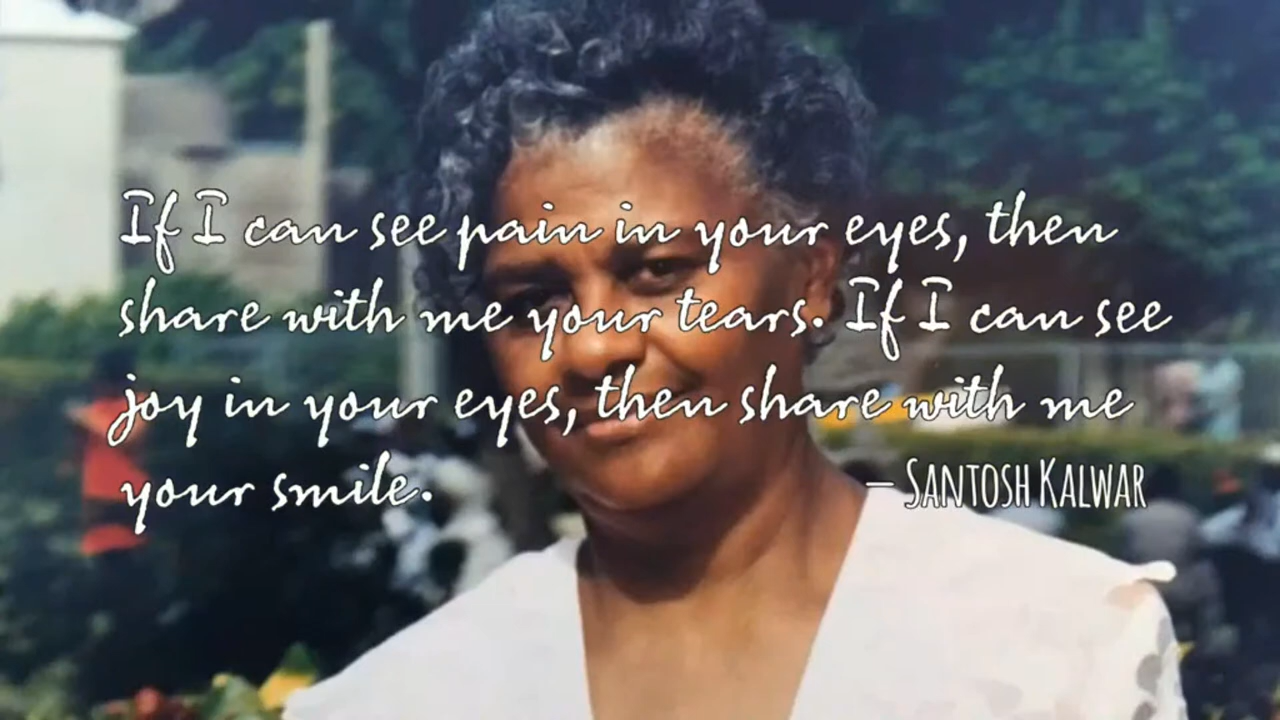 If I can see pain in your eyes, then
share with me your tears. If I can see
joy in your eyes, then share with me
your smile. – Santosh Kalwar